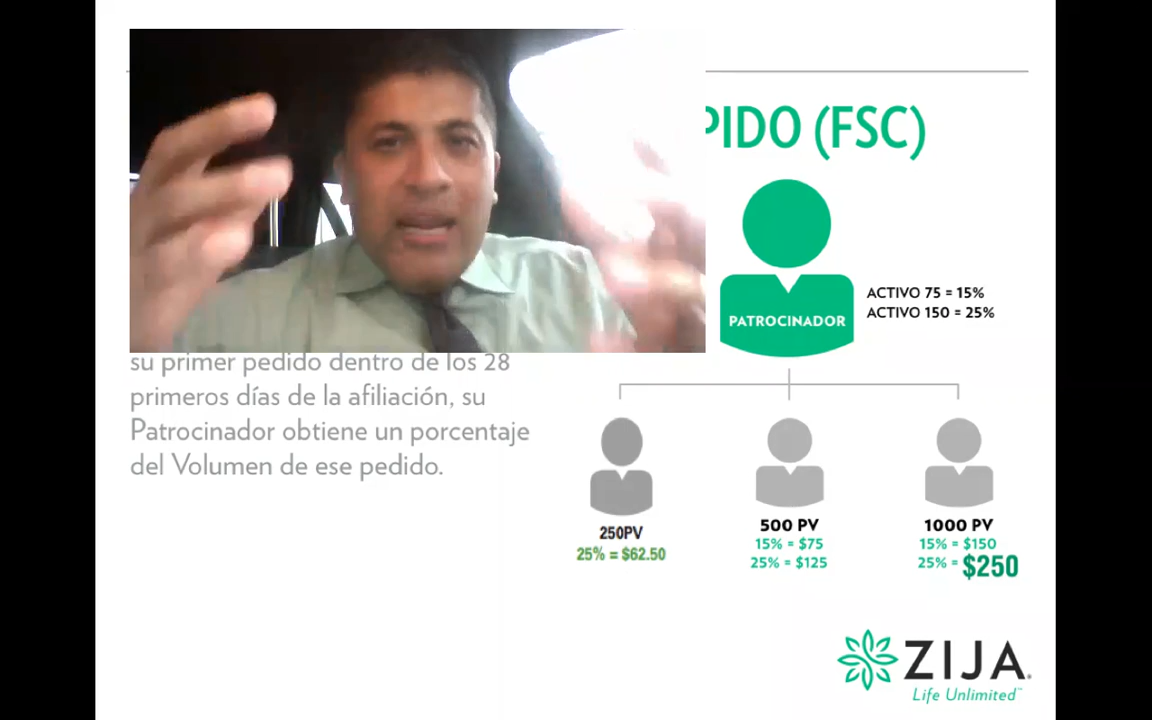 PIDO (FSC)
PATROCINADOR
ACTIVO 75 = 15%
ACTIVO 150 = 25%
su primer pedido dentro de los 28
primeros días de la afiliación, su
Patrocinador obtiene un porcentaje
del Volumen de ese pedido.
250PV
25% = $62.50
500 PV
15% = $75
25% = $125
1000 PV
15% = $150
25% = $250
ZIJA
Life Unlimited™